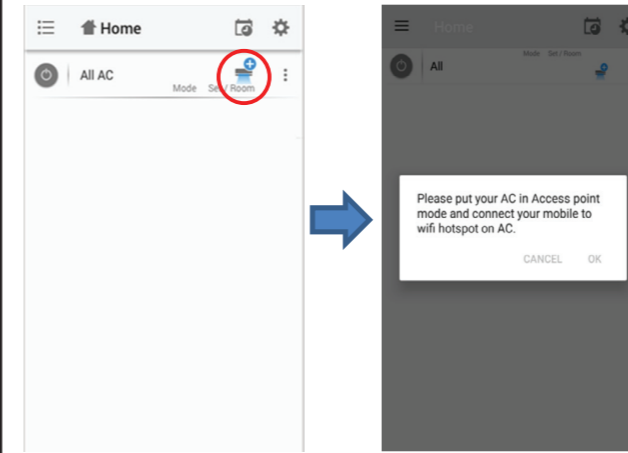 Home
All AC
Mode Set / Room
Home
Mode Set / Room
All
Please put your AC in Access point
mode and connect your mobile to
wifi hotspot on AC.
CANCEL OK